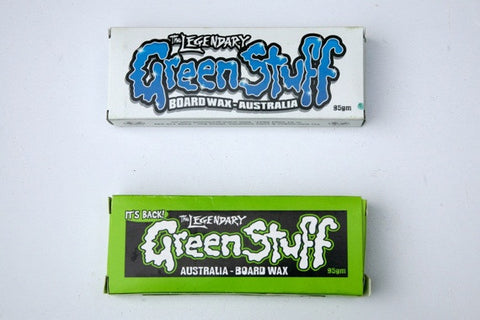 The LEGENDARY
Green Stuff
BOARD WAX - AUSTRALIA
95gm
IT'S BACK!
The LEGENDARY
Green Stuff
AUSTRALIA - BOARD WAX
95gm